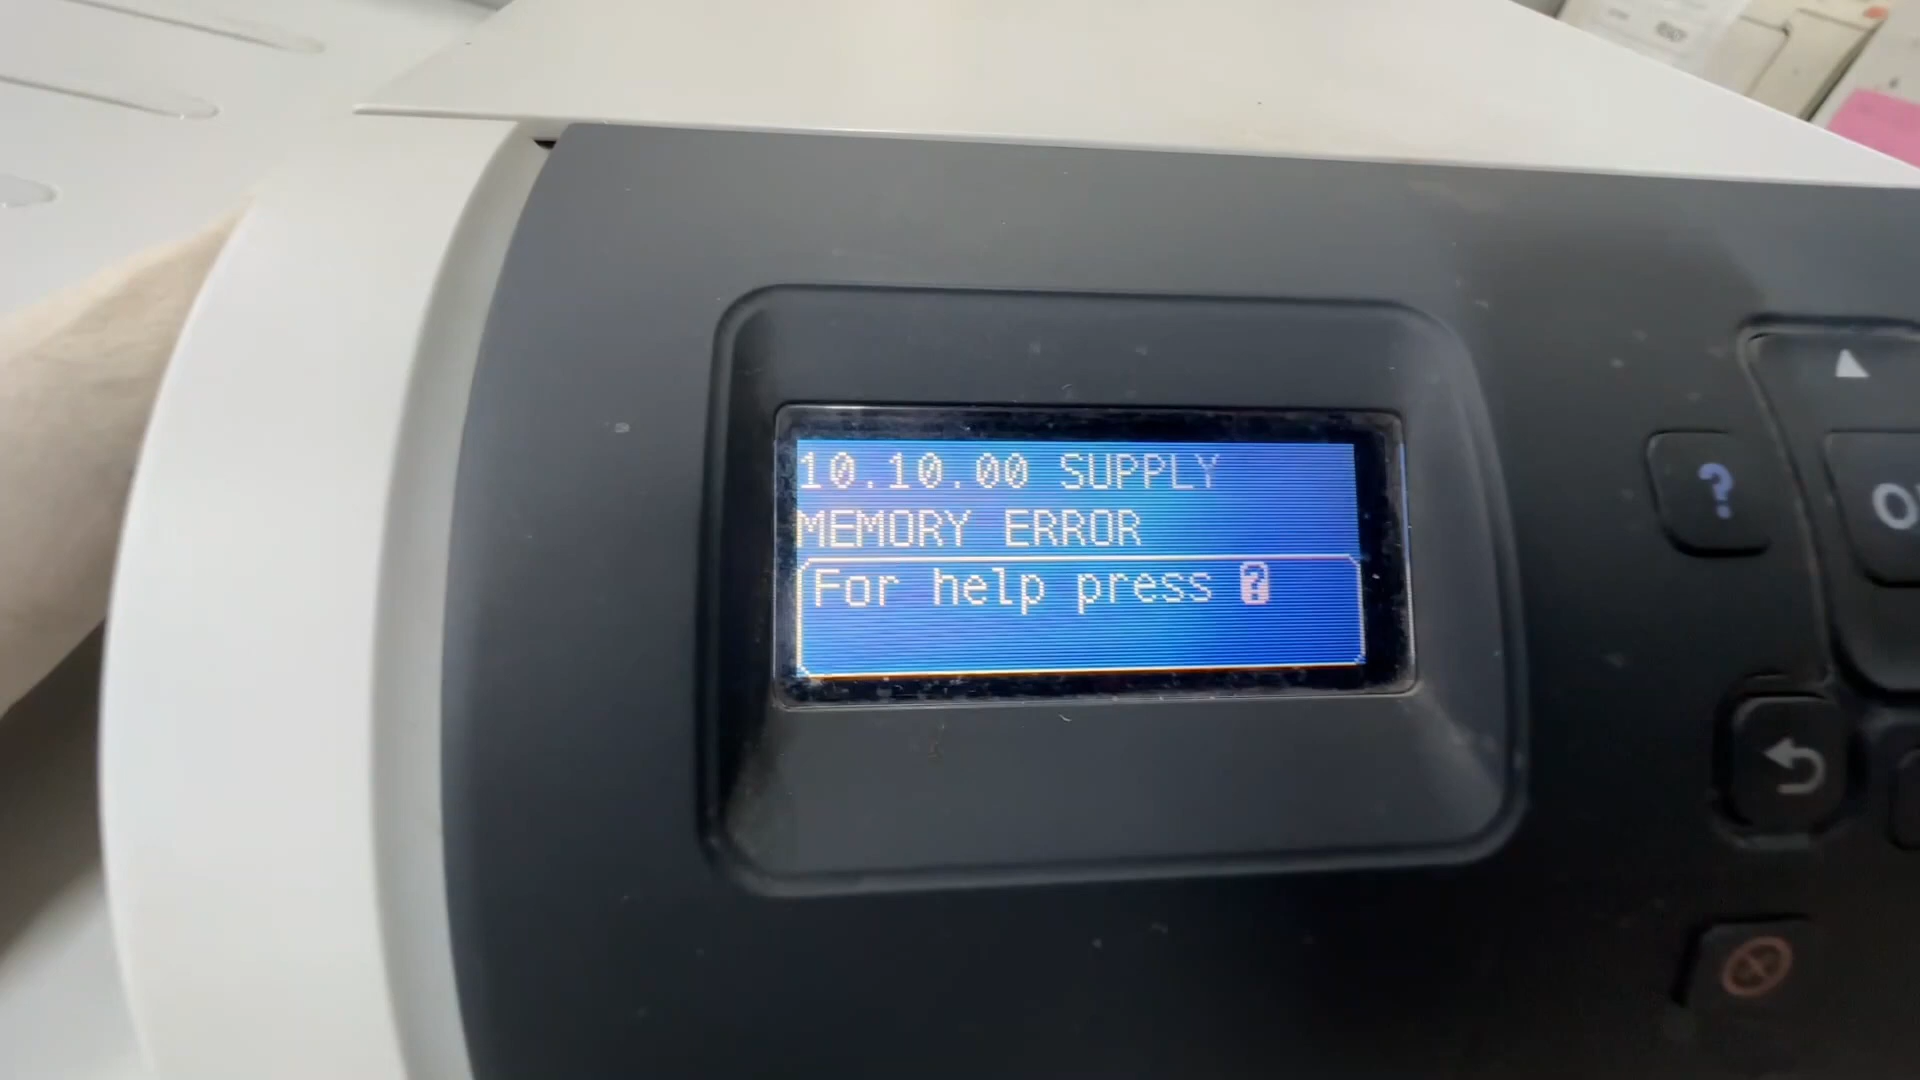 10.10.00 SUPPLY
MEMORY ERROR
For help press ?
?